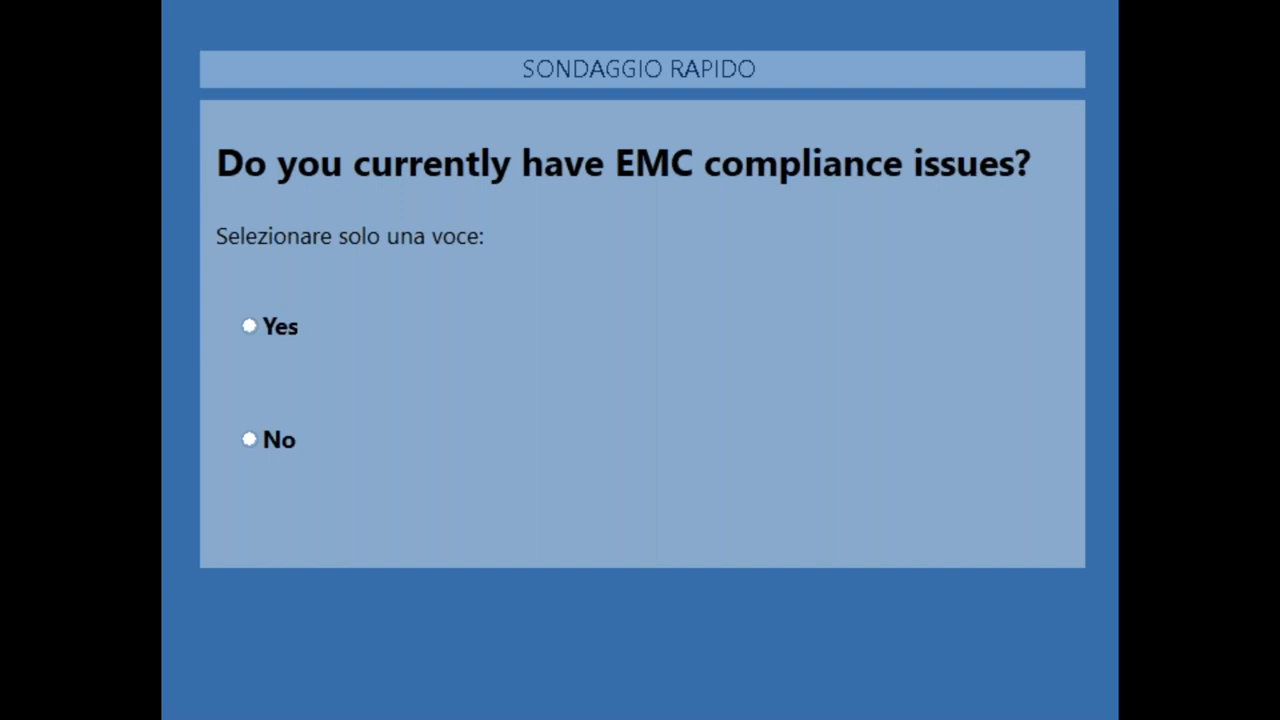 SONDAGGIO RAPIDO
Do you currently have EMC compliance issues?
Selezionare solo una voce:
Yes
No